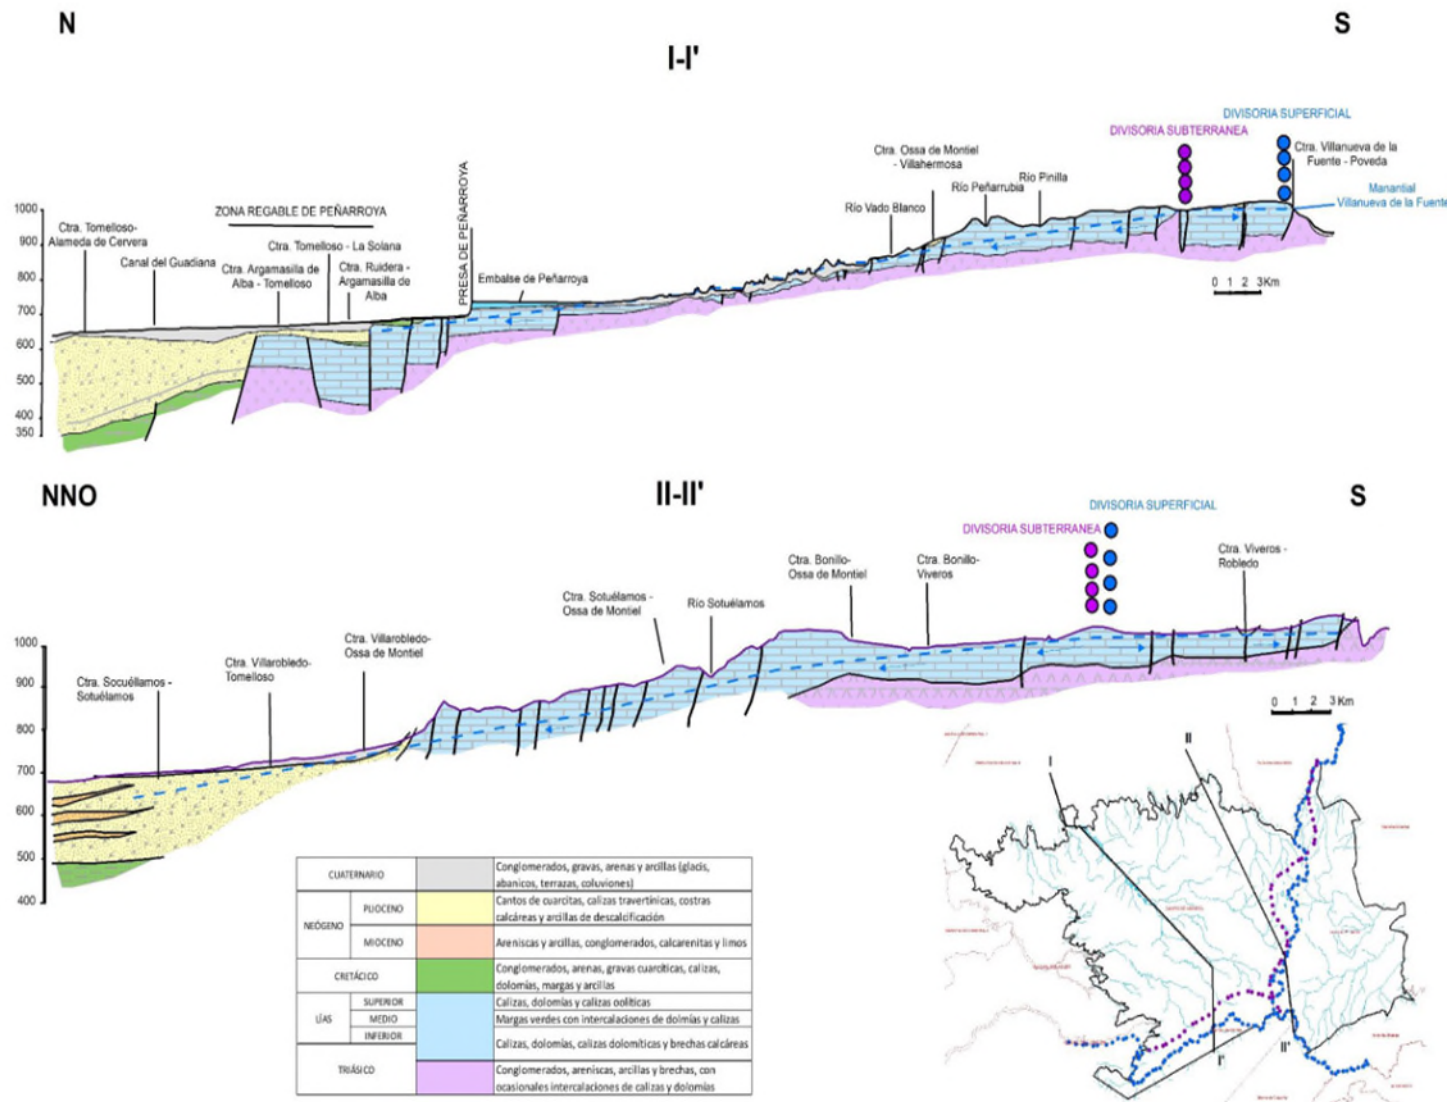 N
S
I-I'
DIVISORIA SUPERFICIAL
DIVISORIA SUBTERRANEA
Ctra. Villanueva de la
Fuente - Poveda
Manantial
Villanueva de la Fuente
Ctra. Ossa de Montiel
- Villahermosa
Río Peñarrubia
Río Pinilla
Río Vado Blanco
PRESA DE PEÑARROYA
ZONA REGABLE DE PEÑARROYA
Ctra. Tomelloso-
Alameda de Cervera
Canal del Guadiana
Ctra. Tomelloso - La Solana
Ctra. Argamasilla de
Alba - Tomelloso
Ctra. Ruidera -
Argamasilla de
Alba
Embalse de Peñarroya
1000
900
800
700
600
500
400
350
0 1 2 3Km
NNO
II-II'
S
DIVISORIA SUPERFICIAL
DIVISORIA SUBTERRANEA
Ctra. Viveros -
Robledo
Ctra. Bonillo-
Ossa de Montiel
Ctra. Bonillo-
Viveros
Ctra. Sotuélamos -
Ossa de Montiel
Río Sotuélamos
Ctra. Villarobledo-
Ossa de Montiel
Ctra. Villarobledo-
Tomelloso
Ctra. Socuéllamos -
Sotuélamos
1000
900
800
700
600
500
400
0 1 2 3 Km
I
II
I'
II'
CUATERNARIO
Conglomerados, gravas, arenas y arcillas (glacis,
abanicos, terrazas, coluviones)
NEÓGENO
PLIOCENO
Cantos de cuarcitas, calizas travertínicas, costras
calcáreas y arcillas de descalcificación
MIOCENO
Areniscas y arcillas, conglomerados, calcarenitas y limos
CRETÁCICO
Conglomerados, arenas, gravas cuarcíticas, calizas,
dolomías, margas y arcillas
LÍAS
SUPERIOR
Calizas, dolomías y calizas oolíticas
MEDIO
Margas verdes con intercalaciones de dolmías y calizas
INFERIOR
Calizas, dolomías, calizas dolomíticas y brechas calcáreas
TRIÁSICO
Conglomerados, areniscas, arcillas y brechas, con
ocasionales intercalaciones de calizas y dolomías